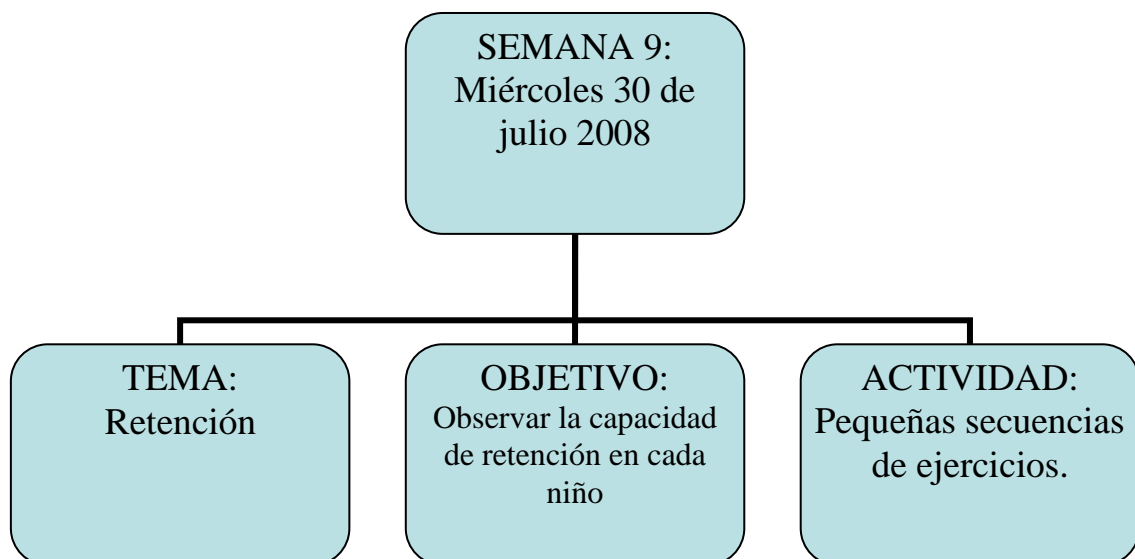 SEMANA 9:
Miércoles 30 de
julio 2008
TEMA:
Retención
OBJETIVO:
Observar la capacidad
de retención en cada
niño
ACTIVIDAD:
Pequeñas secuencias
de ejercicios.